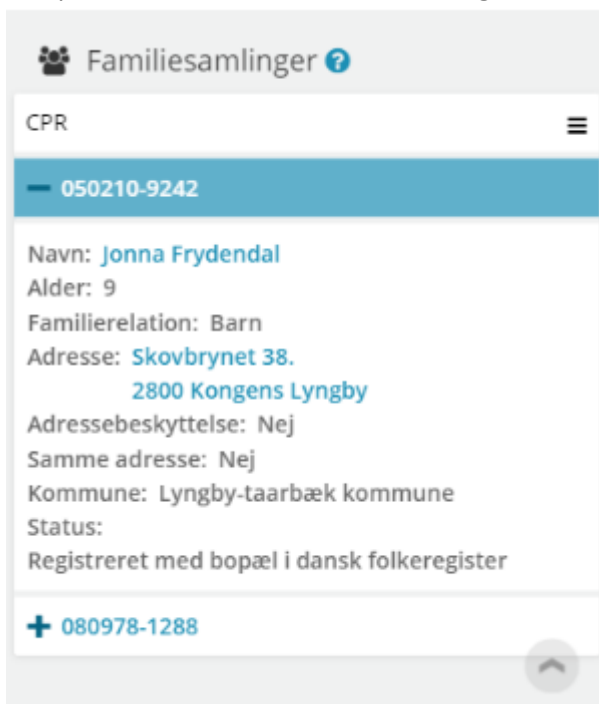 Familiesamlinger ?
CPR
050210-9242
Navn: Jonna Frydendal
Alder: 9
Familierelation: Barn
Adresse: Skovbrynet 38.
2800 Kongens Lyngby
Adressebeskyttelse: Nej
Samme adresse: Nej
Kommune: Lyngby-taarbæk kommune
Status:
Registreret med bopæl i dansk folkeregister
080978-1288